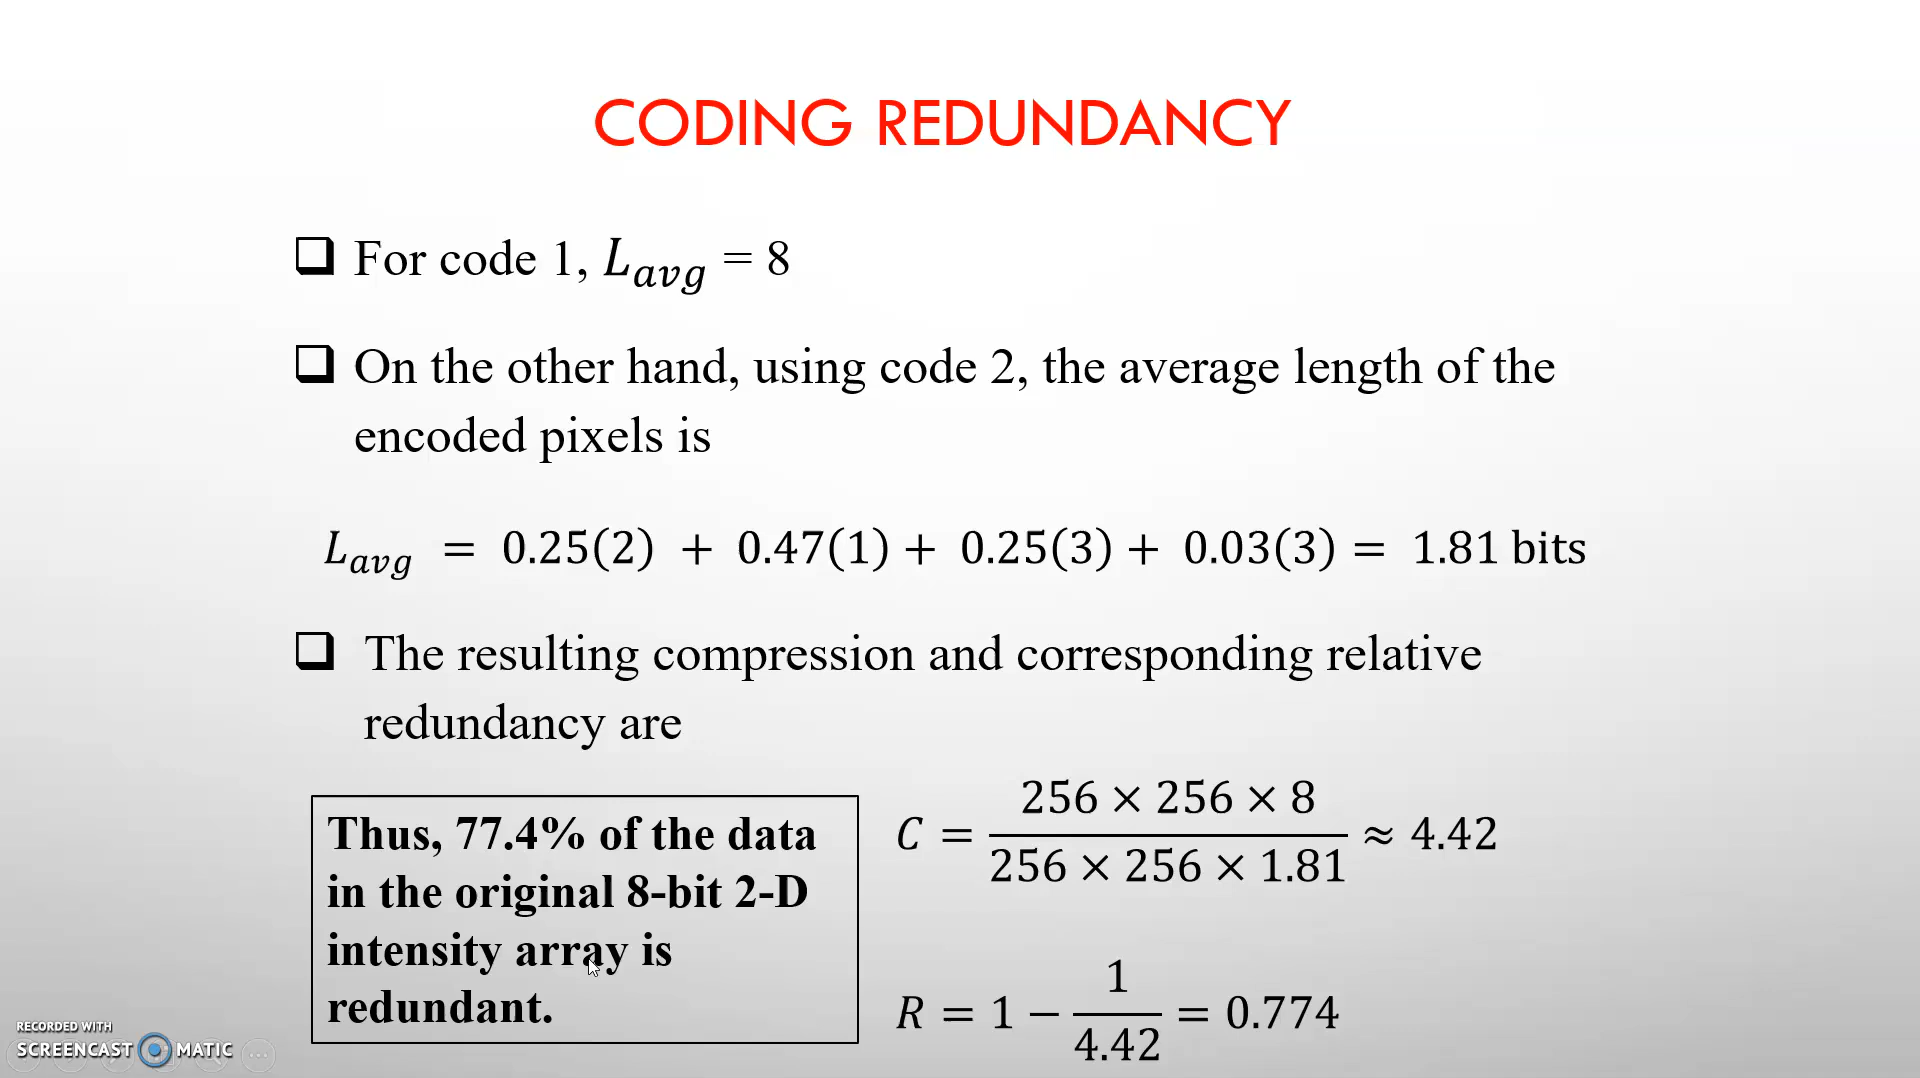 CODING REDUNDANCY
❑ For code 1, L_avg = 8
❑ On the other hand, using code 2, the average length of the
encoded pixels is
L_avg = 0.25(2) + 0.47(1) + 0.25(3) + 0.03(3) = 1.81 bits
❑ The resulting compression and corresponding relative
redundancy are
Thus, 77.4% of the data
in the original 8-bit 2-D
intensity array is
redundant.
C = (256 × 256 × 8) / (256 × 256 × 1.81) ≈ 4.42
R = 1 − 1/4.42 = 0.774
RECORDED WITH
SCREENCAST MATIC